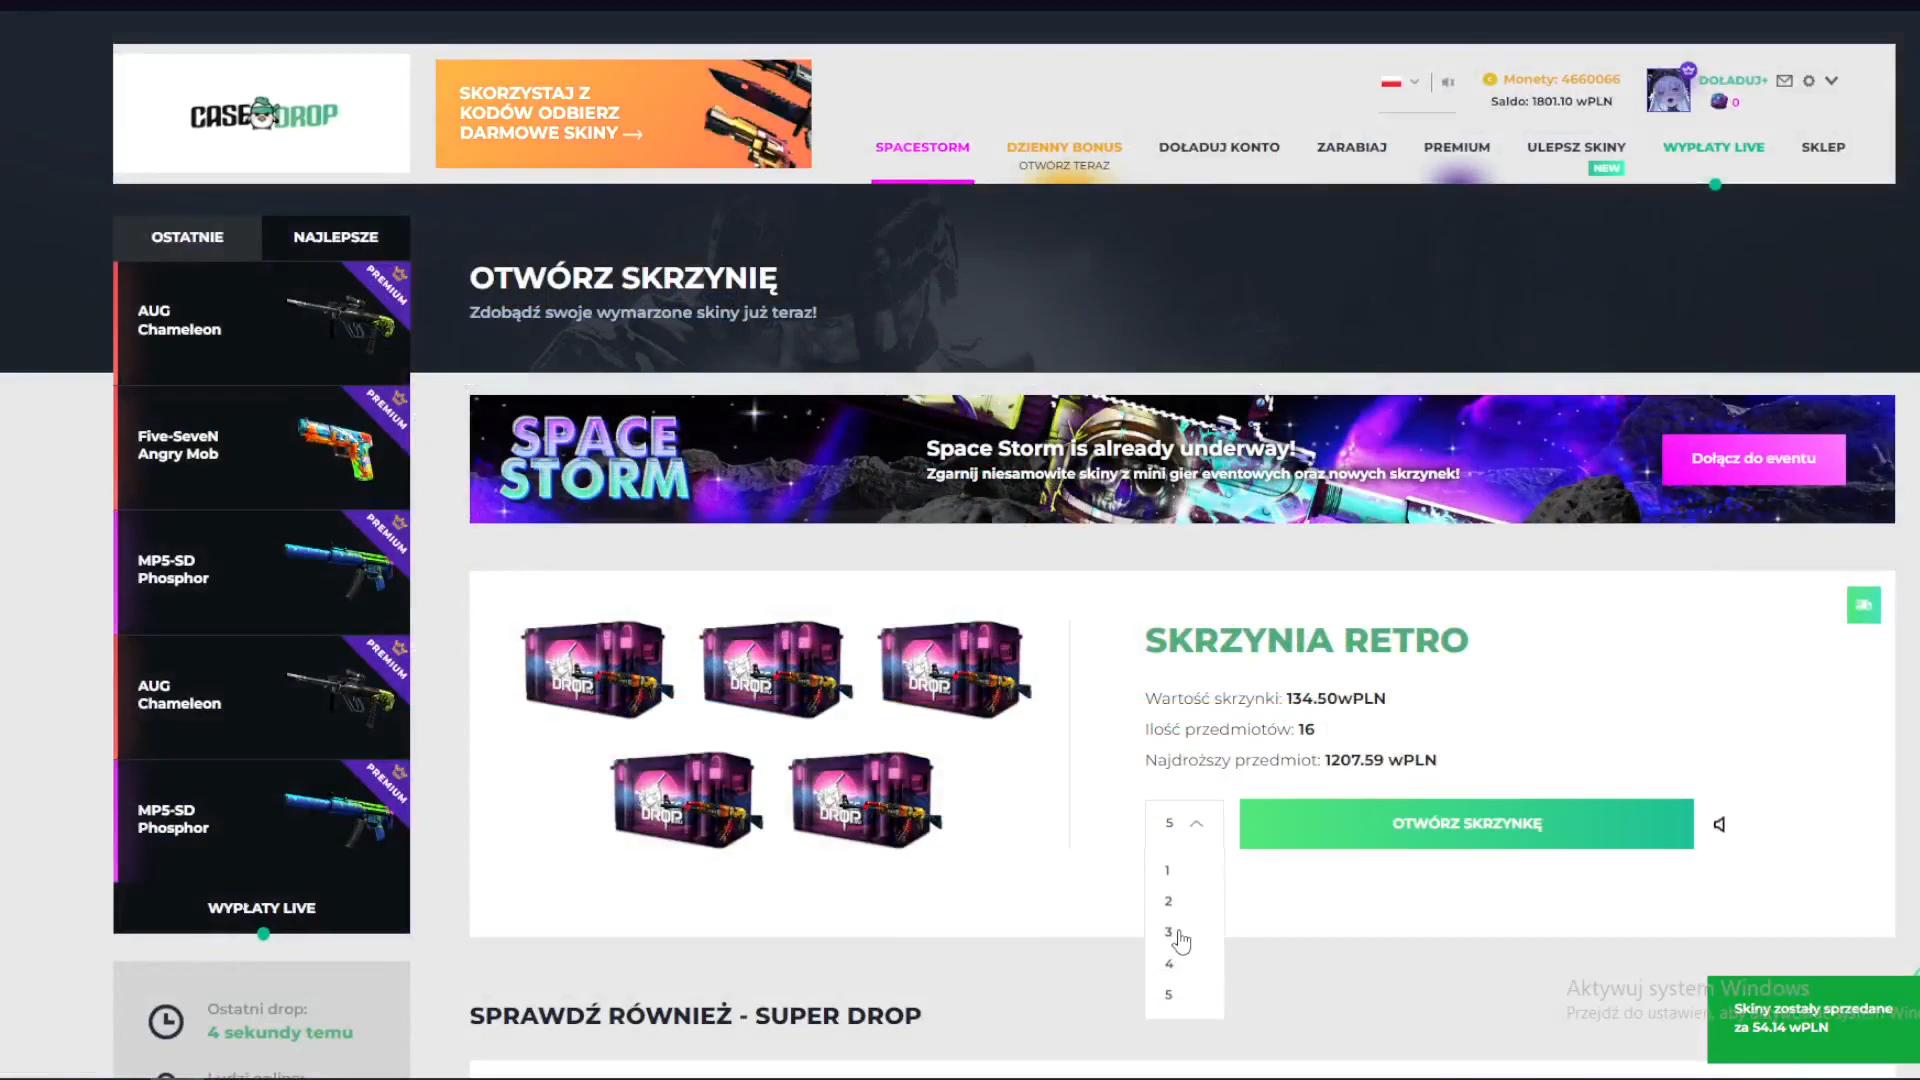 CASE DROP
SKORZYSTAJ Z
KODÓW ODBIERZ
DARMOWE SKINY →
Monety: 4660066
Saldo: 1801.10 wPLN
DOŁADUJ+
0
SPACESTORM
DZIENNY BONUS
OTWÓRZ TERAZ
DOŁADUJ KONTO
ZARABIAJ
PREMIUM
ULEPSZ SKINY
NEW
WYPŁATY LIVE
SKLEP
OSTATNIE
NAJLEPSZE
AUG
Chameleon
PREMIUM
Five-SeveN
Angry Mob
PREMIUM
MP5-SD
Phosphor
PREMIUM
AUG
Chameleon
PREMIUM
MP5-SD
Phosphor
PREMIUM
WYPŁATY LIVE
Ostatni drop:
4 sekundy temu
OTWÓRZ SKRZYNIĘ
Zdobądź swoje wymarzone skiny już teraz!
SPACE
STORM
Space Storm is already underway!
Zgarnij niesamowite skiny z mini gier eventowych oraz nowych skrzynek!
Dołącz do eventu
DROP
DROP
DROP
DROP
DROP
SKRZYNIA RETRO
Wartość skrzynki: 134.50wPLN
Ilość przedmiotów: 16
Najdroższy przedmiot: 1207.59 wPLN
5
OTWÓRZ SKRZYNKĘ
1
2
3
4
5
SPRAWDŹ RÓWNIEŻ - SUPER DROP
Aktywuj system Windows
Przejdź do ustawień, aby
Skiny zostały sprzedane
za 54.14 wPLN